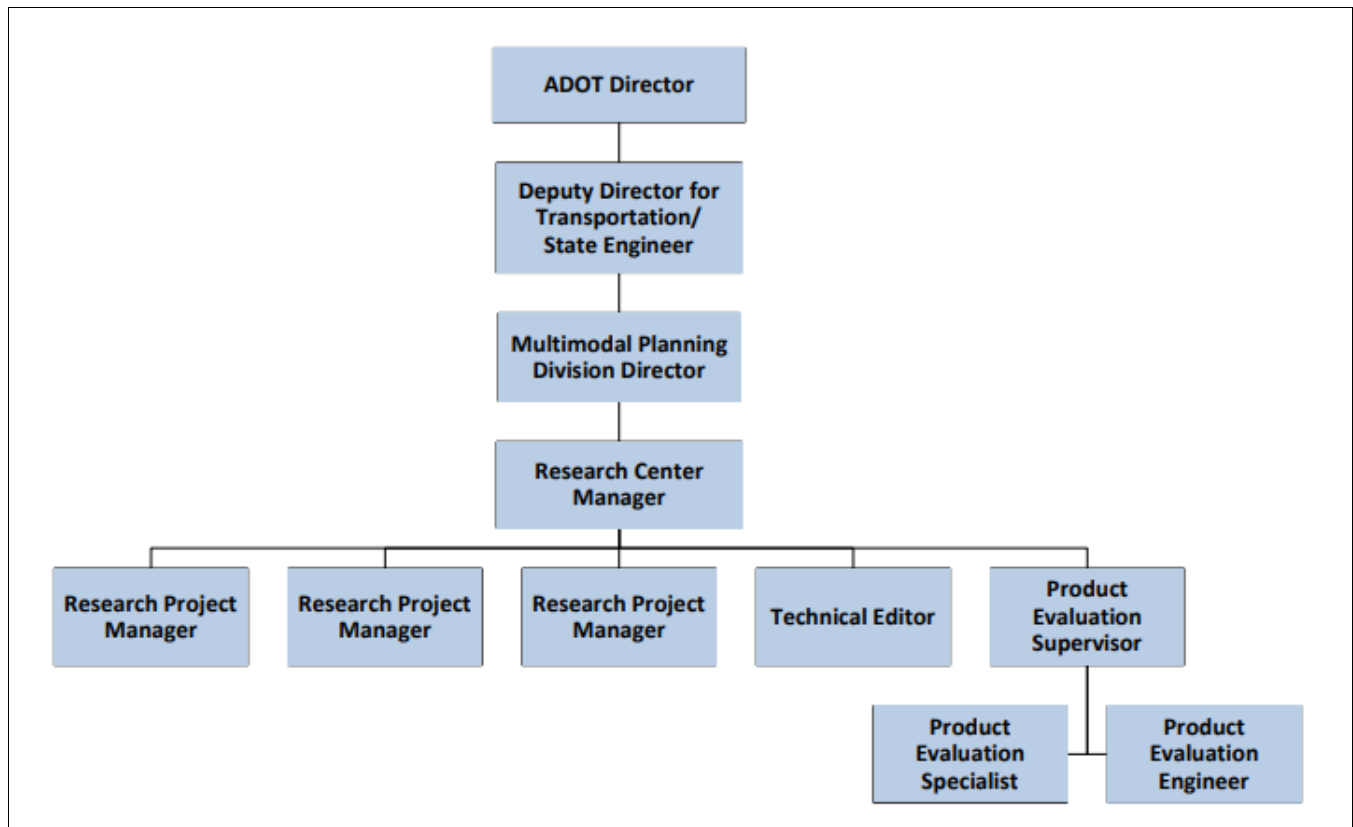 ADOT Director
Deputy Director for
Transportation/
State Engineer
Multimodal Planning
Division Director
Research Center
Manager
Research Project
Manager
Research Project
Manager
Research Project
Manager
Technical Editor
Product
Evaluation
Supervisor
Product
Evaluation
Specialist
Product
Evaluation
Engineer